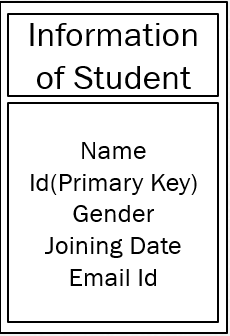 Information
of Student
Name
Id(Primary Key)
Gender
Joining Date
Email Id